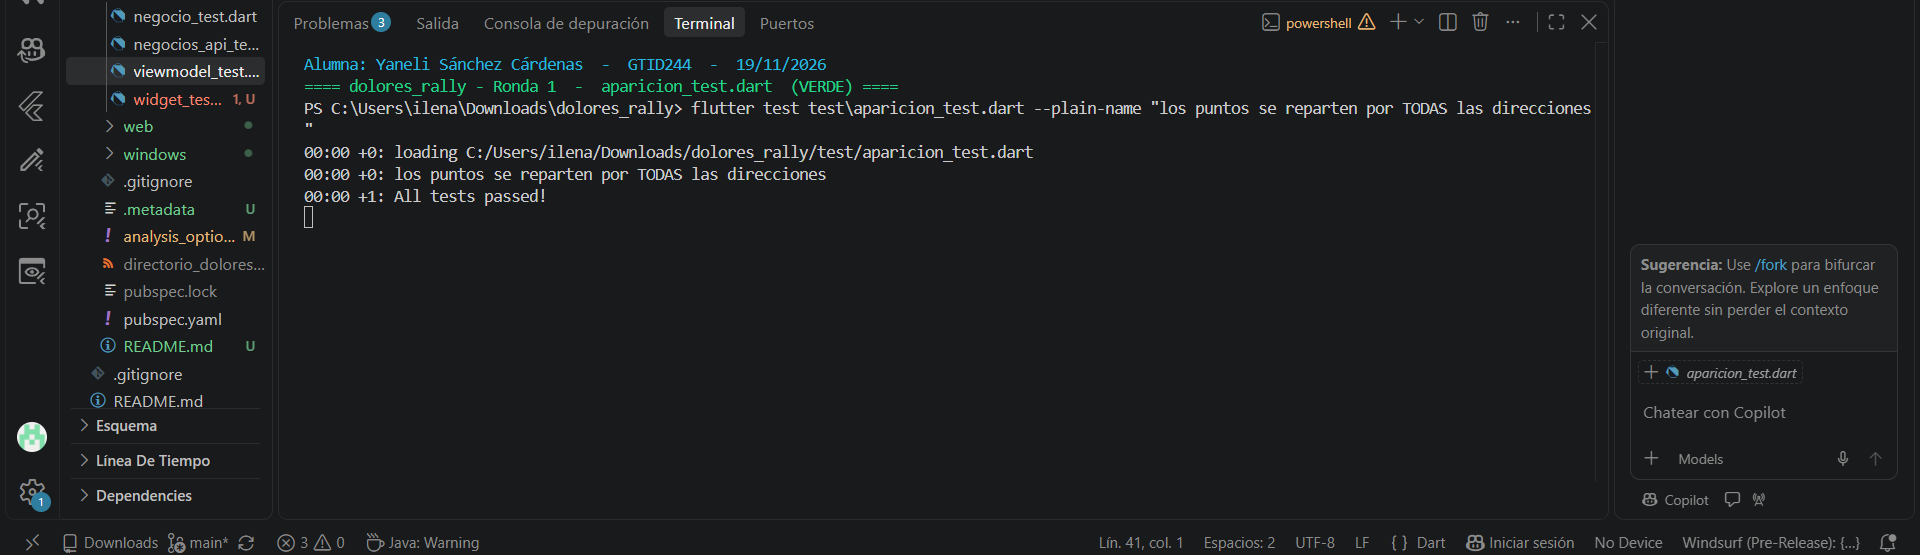 negocio_test.dart
negocios_api_te...
viewmodel_test....
widget_tes... 1, U
web
windows
.gitignore
.metadata U
analysis_optio... M
directorio_dolores...
pubspec.lock
pubspec.yaml
README.md U
.gitignore
README.md
Esquema
Línea De Tiempo
Dependencies
1
Problemas 3 Salida Consola de depuración Terminal Puertos
powershell
Alumna: Yaneli Sánchez Cárdenas - GTID244 - 19/11/2026
==== dolores_rally - Ronda 1 - aparicion_test.dart (VERDE) ====
PS C:\Users\ilena\Downloads\dolores_rally> flutter test test\aparicion_test.dart --plain-name "los puntos se reparten por TODAS las direcciones
"
00:00 +0: loading C:/Users/ilena/Downloads/dolores_rally/test/aparicion_test.dart
00:00 +0: los puntos se reparten por TODAS las direcciones
00:00 +1: All tests passed!
Sugerencia: Use /fork para bifurcar
la conversación. Explore un enfoque
diferente sin perder el contexto
original.
aparicion_test.dart
Chatear con Copilot
Models
Copilot
Downloads main* 3 0 Java: Warning Lín. 41, col. 1 Espacios: 2 UTF-8 LF { } Dart Iniciar sesión No Device Windsurf (Pre-Release): {...}